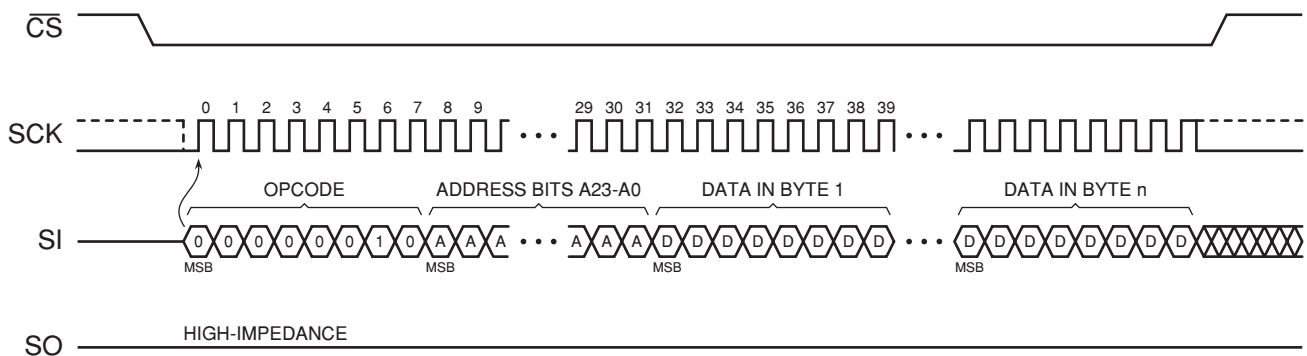 CS
SCK
0 1 2 3 4 5 6 7 8 9 29 30 31 32 33 34 35 36 37 38 39
OPCODE ADDRESS BITS A23-A0 DATA IN BYTE 1 DATA IN BYTE n
SI
0 0 0 0 0 0 1 0 A A A A A A D D D D D D D D D D D D D D D D
MSB MSB MSB MSB
HIGH-IMPEDANCE
SO